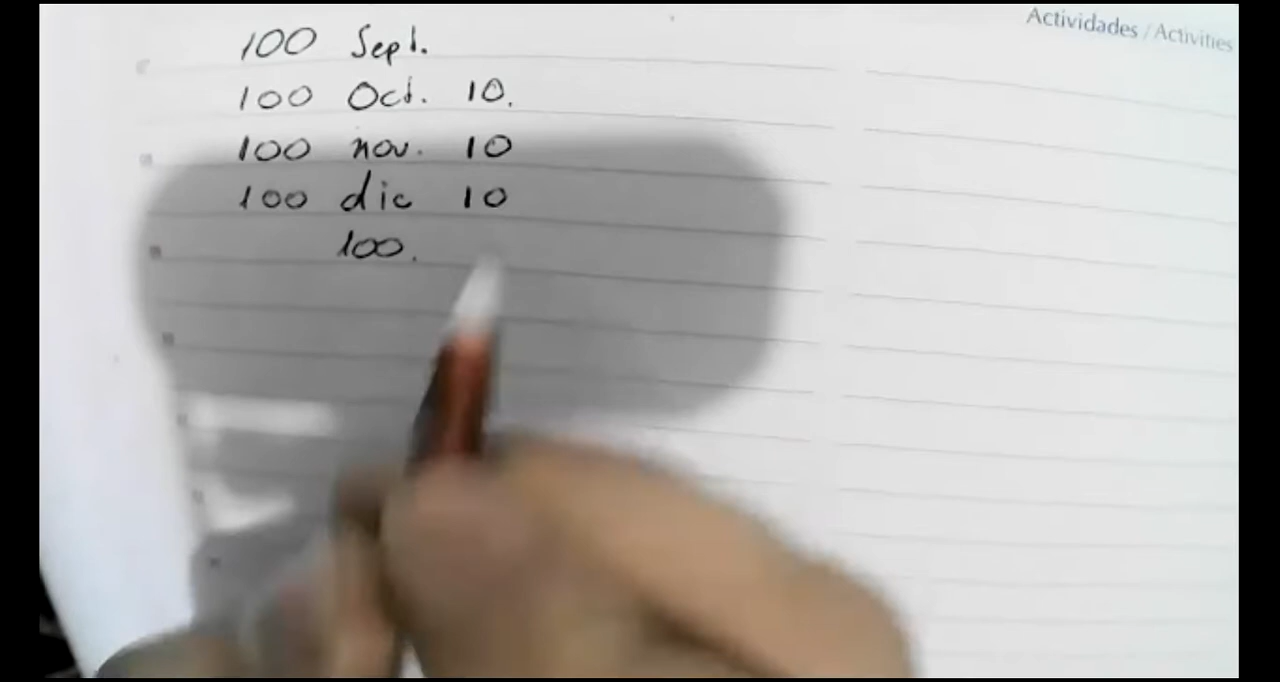 Actividades / Activities
100 Sept.
100 Oct. 10.
100 nov. 10
100 dic 10
100.